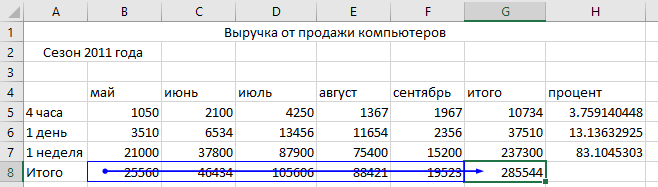 A B C D E F G H
1 Выручка от продажи компьютеров
2 Сезон 2011 года
3
4 май июнь июль август сентябрь итого процент
5 4 часа 1050 2100 4250 1367 1967 10734 3.759140448
6 1 день 3510 6534 13456 11654 2356 37510 13.13632925
7 1 неделя 21000 37800 87900 75400 15200 237300 83.1045303
8 Итого 25560 46434 105606 88421 19523 285544